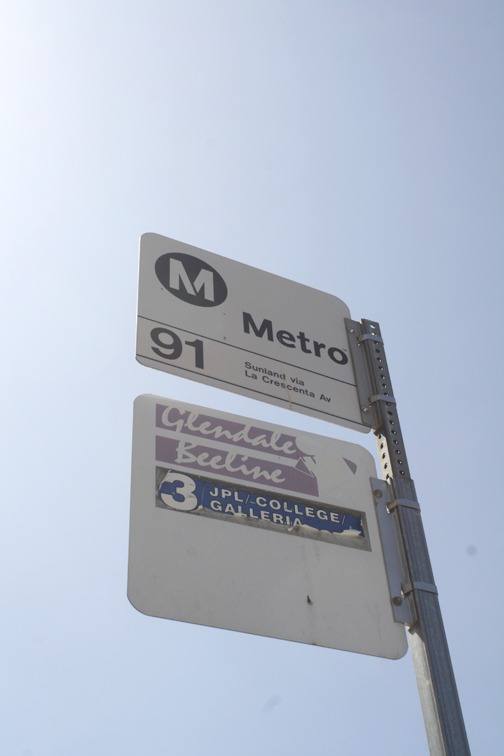 M
Metro
91
Sunland via
La Crescenta Av
Glendale
Beeline
3 JPL/COLLEGE/
GALLERIA